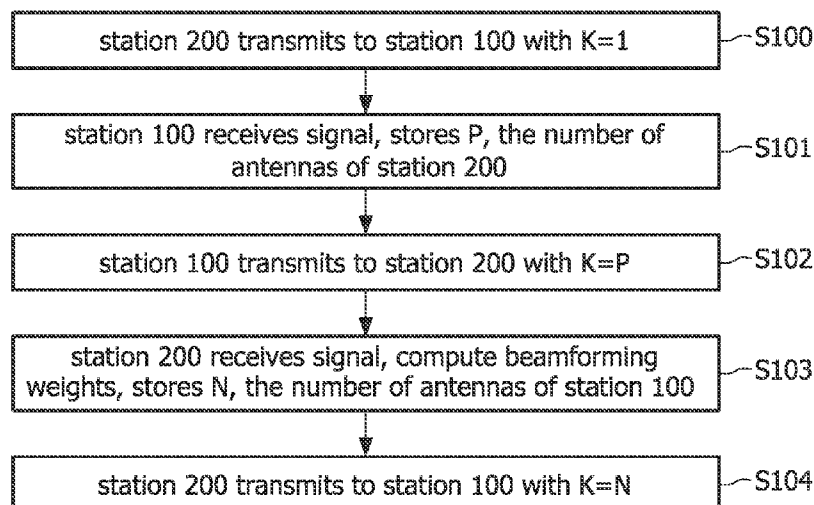 station 200 transmits to station 100 with K=1
S100
station 100 receives signal, stores P, the number of
antennas of station 200
S101
station 100 transmits to station 200 with K=P
S102
station 200 receives signal, compute beamforming
weights, stores N, the number of antennas of station 100
S103
station 200 transmits to station 100 with K=N
S104